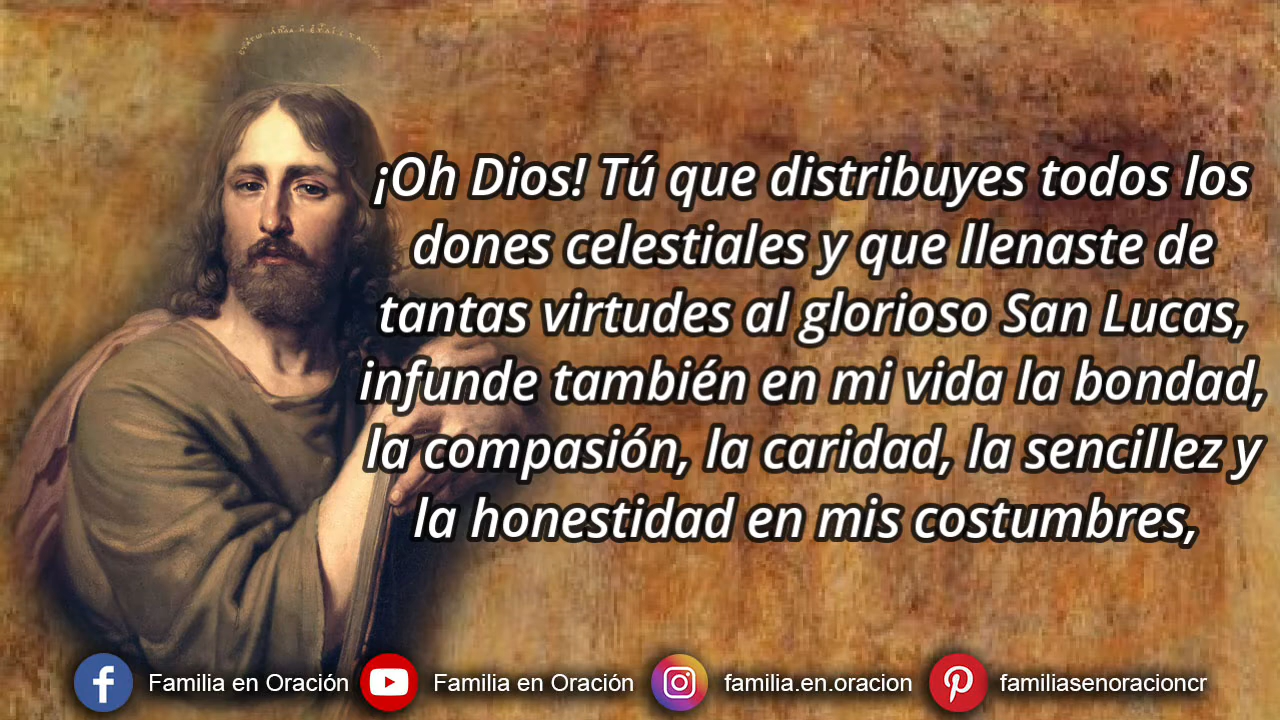 ¡Oh Dios! Tú que distribuyes todos los
dones celestiales y que llenaste de
tantas virtudes al glorioso San Lucas,
infunde también en mi vida la bondad,
la compasión, la caridad, la sencillez y
la honestidad en mis costumbres,
Familia en Oración
Familia en Oración
familia.en.oracion
familiasenoracioncr